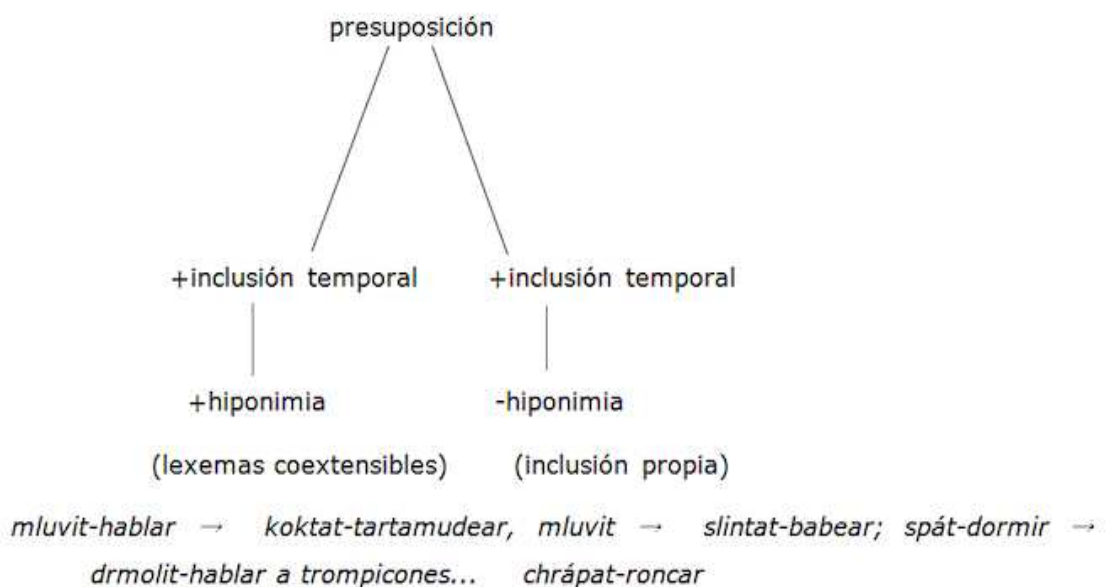 presuposición
+inclusión temporal +inclusión temporal
+hiponimia -hiponimia
(lexemas coextensibles) (inclusión propia)
mluvit-hablar → koktat-tartamudear, mluvit → slintat-babear; spát-dormir →
drmolit-hablar a trompicones... chrápat-roncar